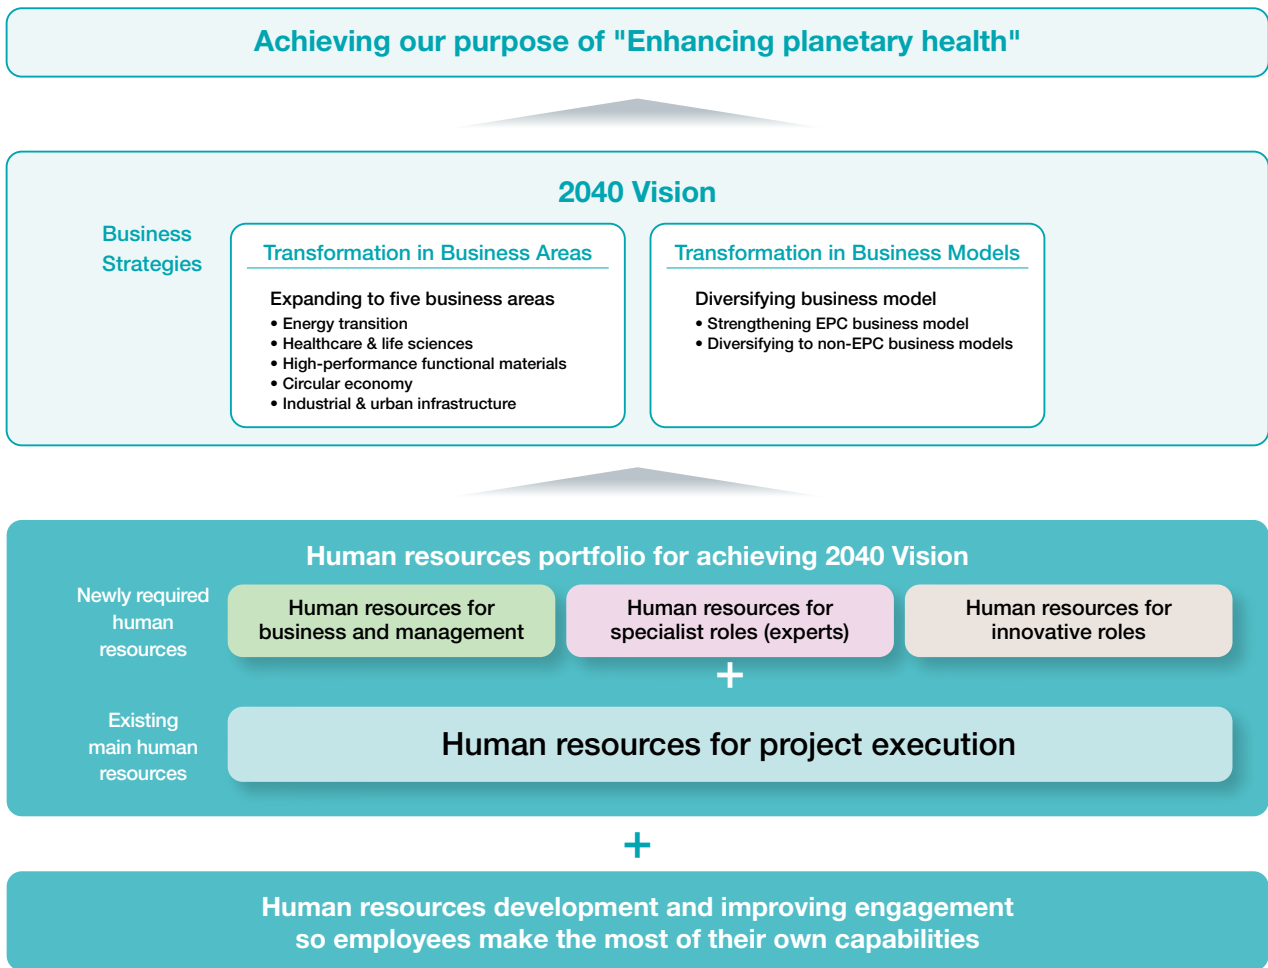 Achieving our purpose of "Enhancing planetary health"
2040 Vision
Business
Strategies
Transformation in Business Areas
Expanding to five business areas
• Energy transition
• Healthcare & life sciences
• High-performance functional materials
• Circular economy
• Industrial & urban infrastructure
Transformation in Business Models
Diversifying business model
• Strengthening EPC business model
• Diversifying to non-EPC business models
Human resources portfolio for achieving 2040 Vision
Newly required
human
resources
Human resources for
business and management
Human resources for
specialist roles (experts)
Human resources for
innovative roles
+
Existing
main human
resources
Human resources for project execution
+
Human resources development and improving engagement
so employees make the most of their own capabilities